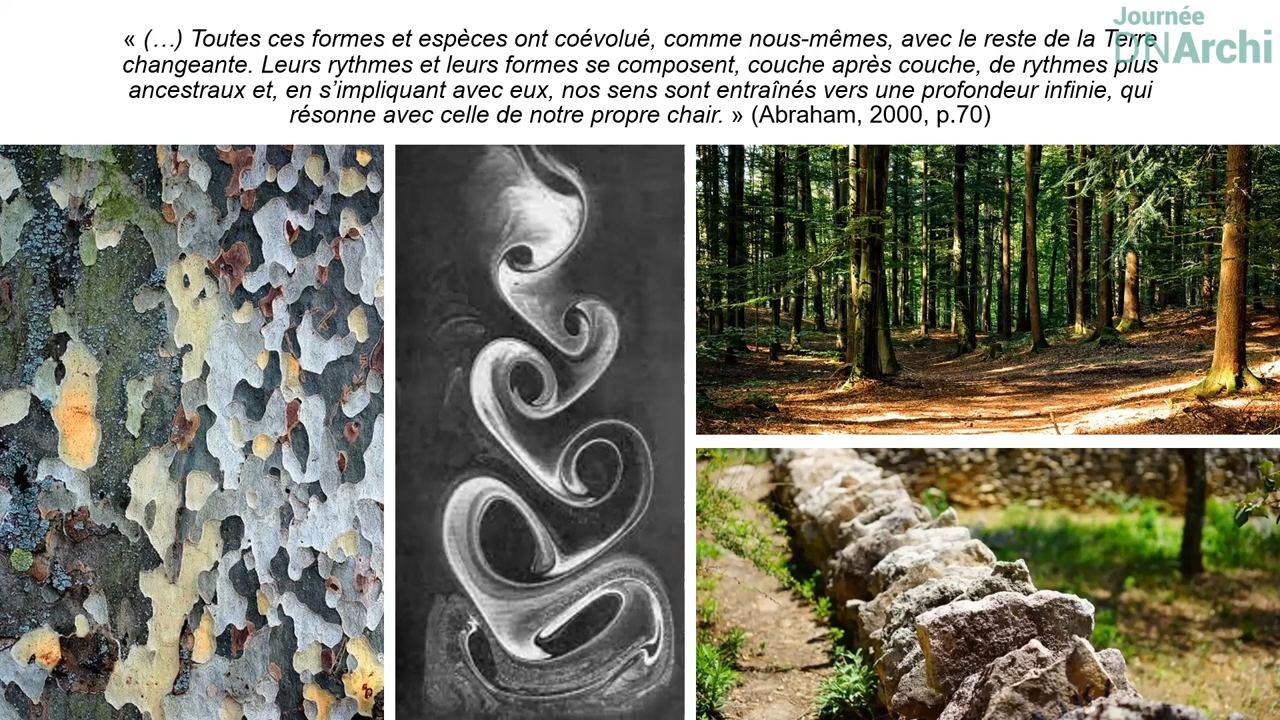 Journée
DNArchi
« (…) Toutes ces formes et espèces ont coévolué, comme nous-mêmes, avec le reste de la Terre
changeante. Leurs rythmes et leurs formes se composent, couche après couche, de rythmes plus
ancestraux et, en s’impliquant avec eux, nos sens sont entraînés vers une profondeur infinie, qui
résonne avec celle de notre propre chair. » (Abraham, 2000, p.70)